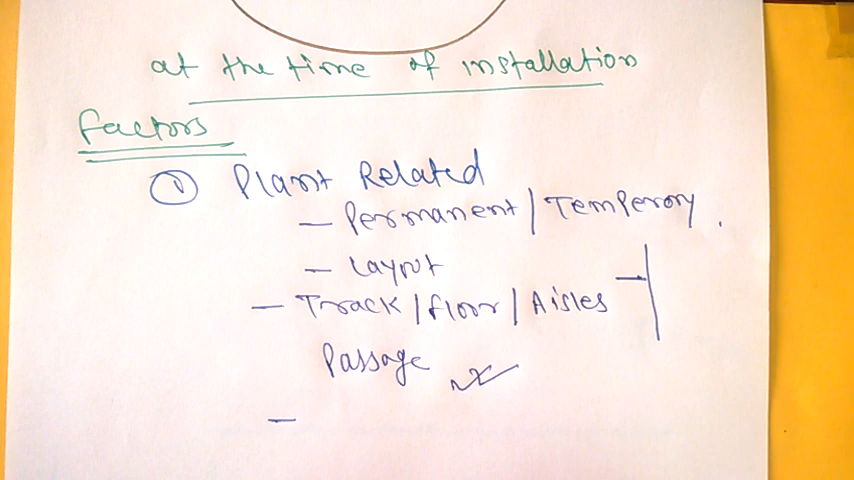 at the time of installation
Factors
① Plant Related
— Permanent / Temperory.
— Layout
— Track / floor / Aisles
Passage
—